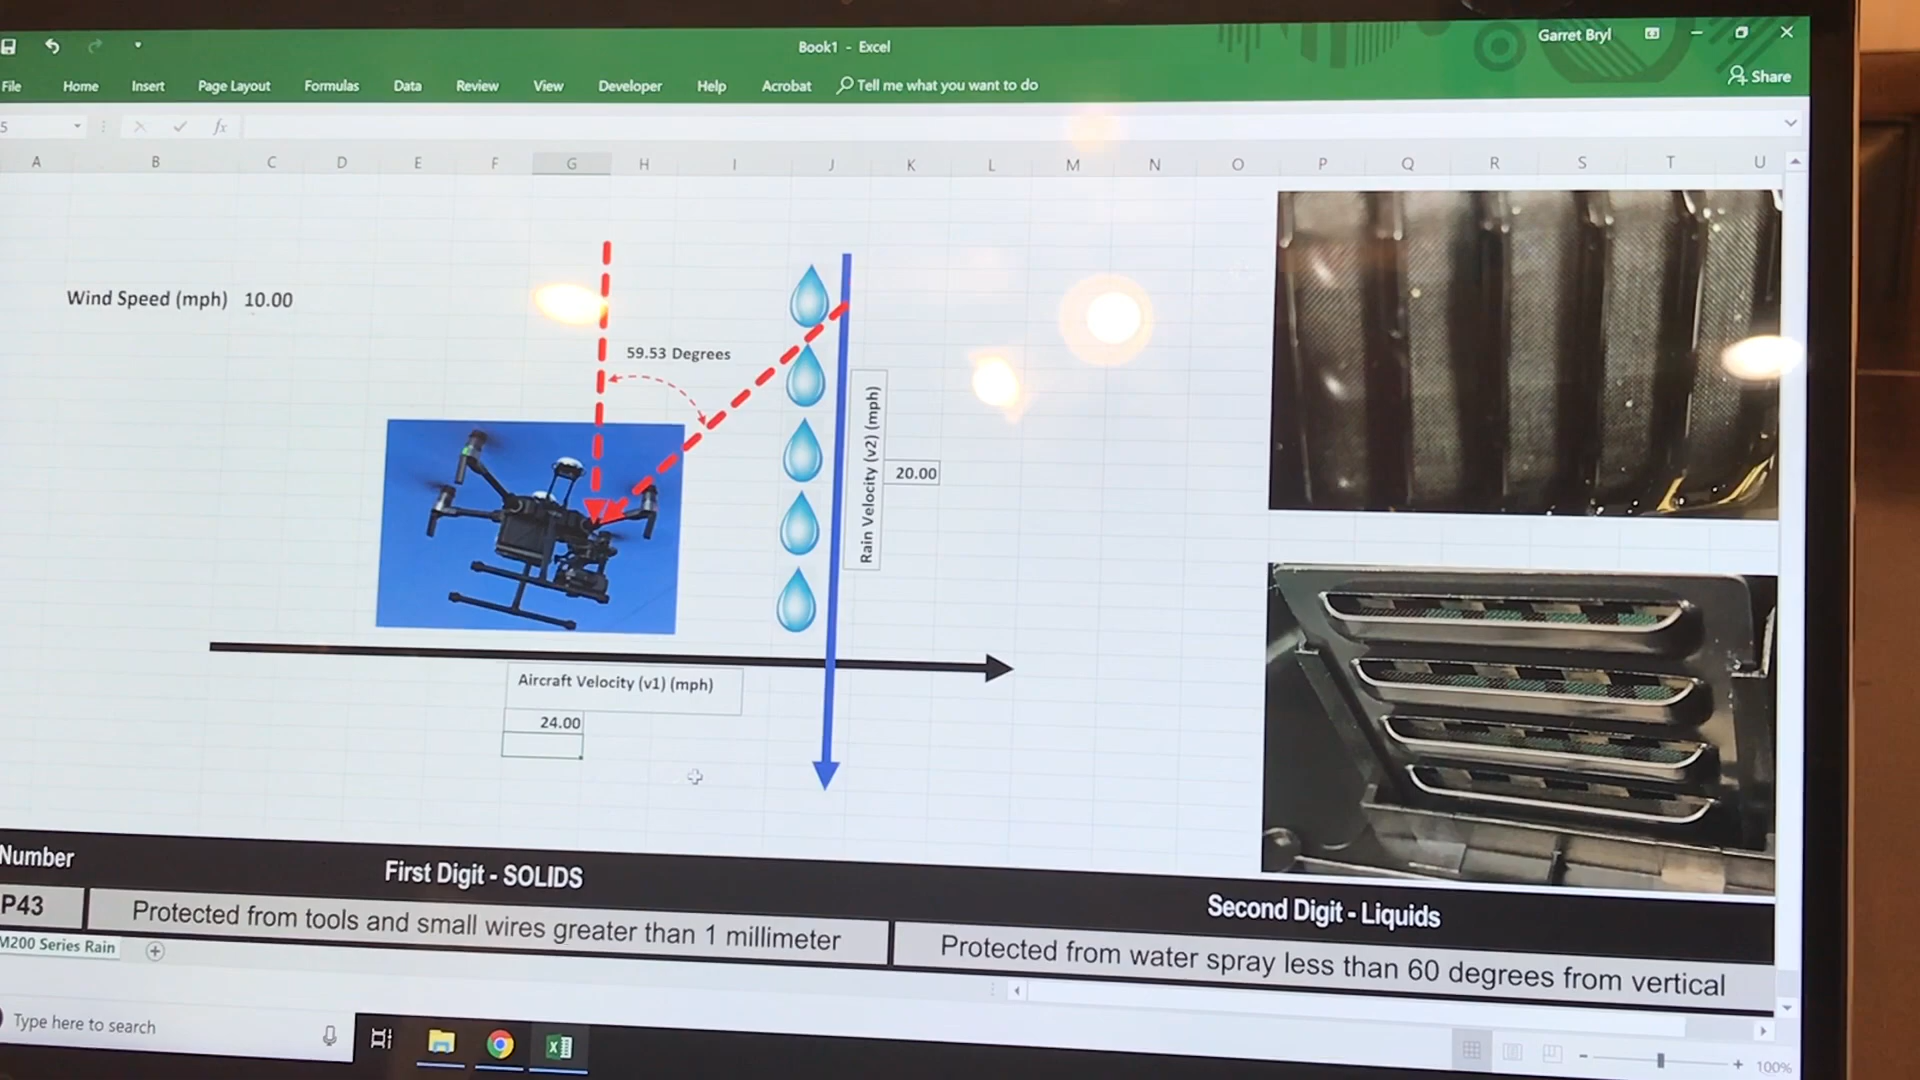 Book1 - Excel
Garret Bryl
File Home Insert Page Layout Formulas Data Review View Developer Help Acrobat Tell me what you want to do
Share
5
fx
A B C D E F G H I J K L M N O P Q R S T U
Wind Speed (mph) 10.00
59.53 Degrees
Rain Velocity (v2) (mph)
20.00
Aircraft Velocity (v1) (mph)
24.00
Number First Digit - SOLIDS Second Digit - Liquids
P43 Protected from tools and small wires greater than 1 millimeter Protected from water spray less than 60 degrees from vertical
M200 Series Rain
Type here to search
100%